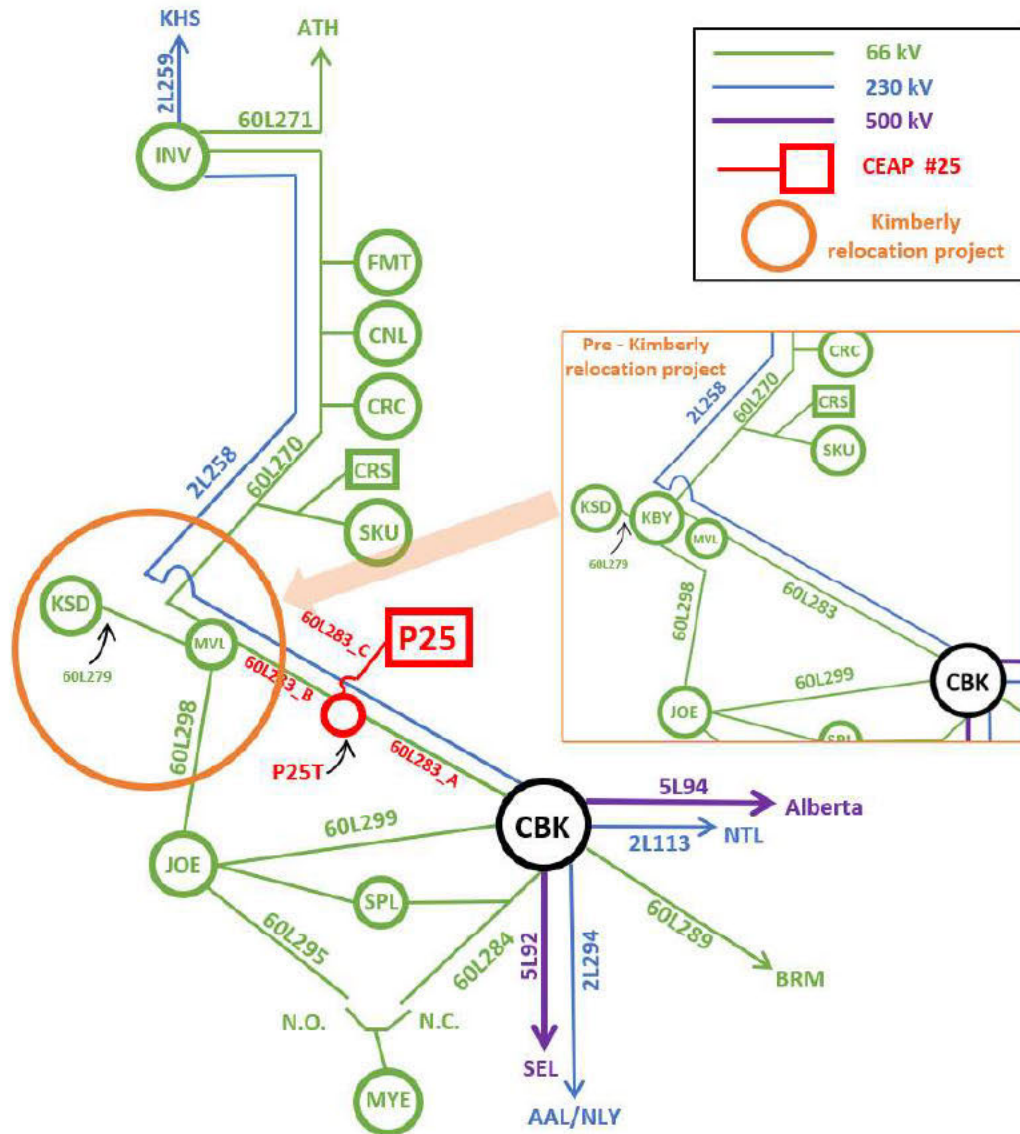 KHS
ATH
2L259
60L271
INV
66 kV
230 kV
500 kV
CEAP #25
Kimberly
relocation project
FMT
CNL
CRC
2L258
60L270
CRS
SKU
KSD
MVL
60L279
60L298
60L283_C
P25
60L283_B
60L283_A
P25T
Pre - Kimberly
relocation project
CRC
2L258
60L270
CRS
SKU
KSD
KBY
MVL
60L279
60L298
60L283
60L299
CBK
JOE
SPL
CBK
5L94
Alberta
2L113
NTL
60L299
JOE
SPL
60L295
60L284
5L92
2L294
60L289
BRM
N.O.
N.C.
SEL
MYE
AAL/NLY